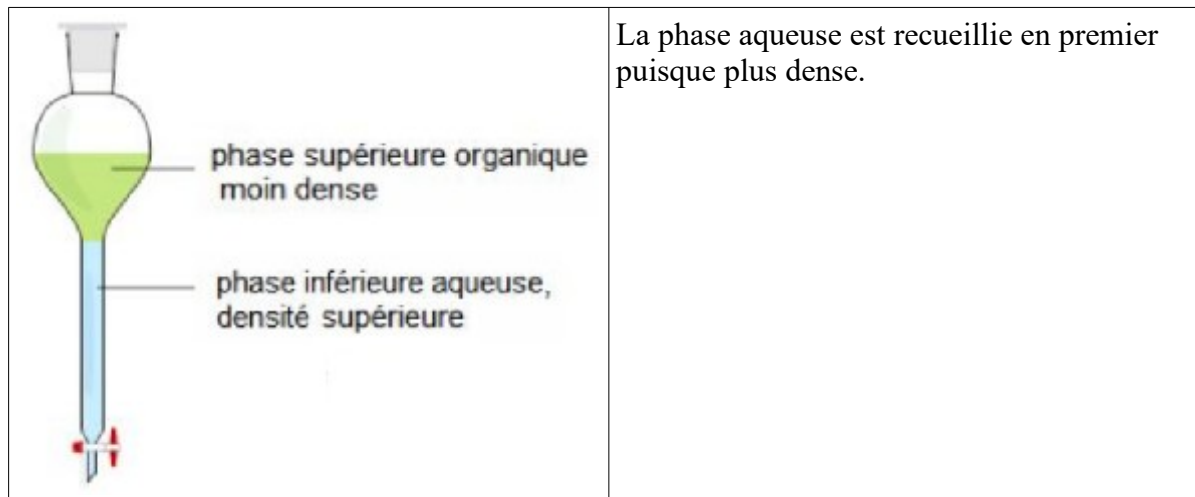 La phase aqueuse est recueillie en premier
puisque plus dense.
phase supérieure organique
moin dense
phase inférieure aqueuse,
densité supérieure